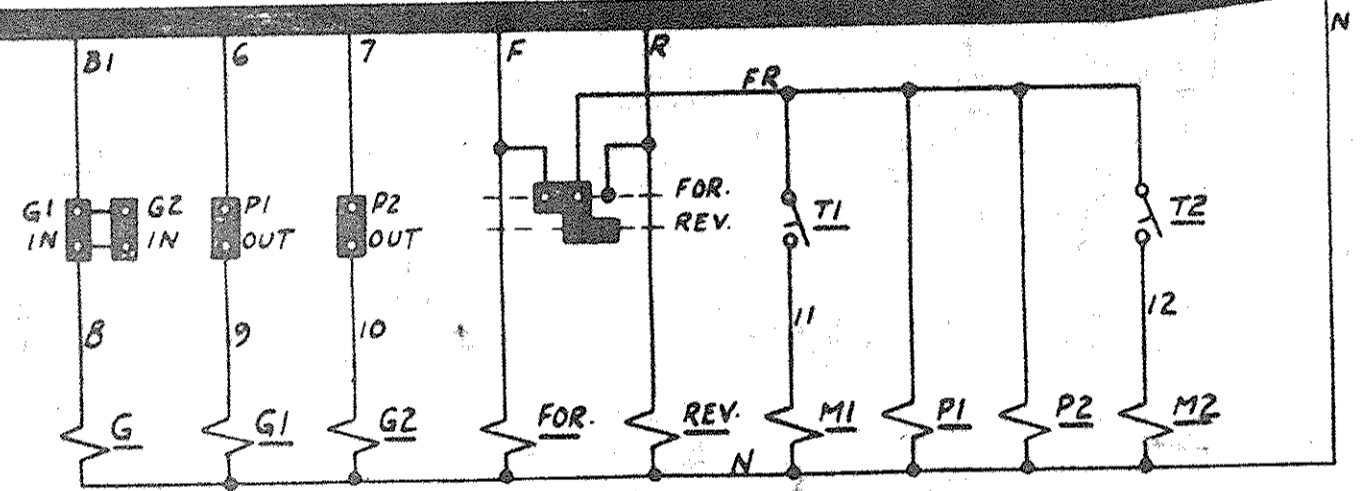 B1 6 7 F R N
FR
G1 G2 P1 P2 FOR.
IN IN OUT OUT REV. T1 T2
8 9 10 11 12
G G1 G2 FOR. REV. M1 P1 P2 M2
N